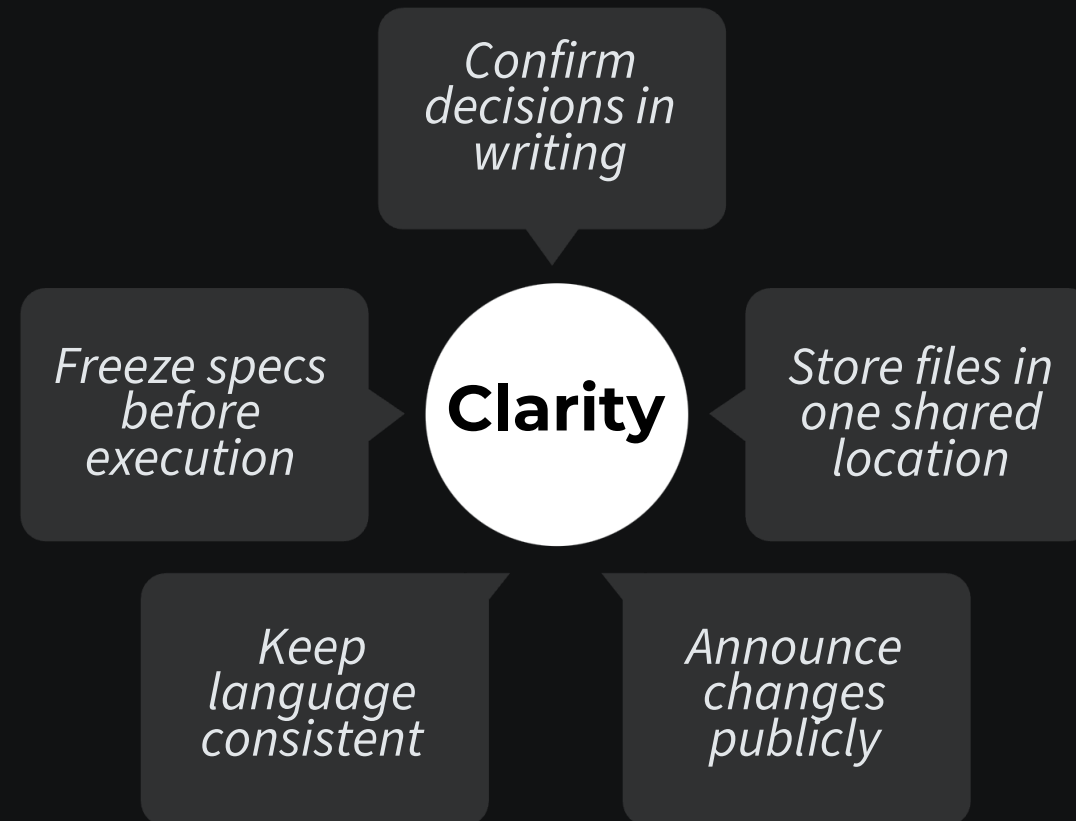 Confirm
decisions in
writing
Freeze specs
before
execution
Clarity
Store files in
one shared
location
Keep
language
consistent
Announce
changes
publicly